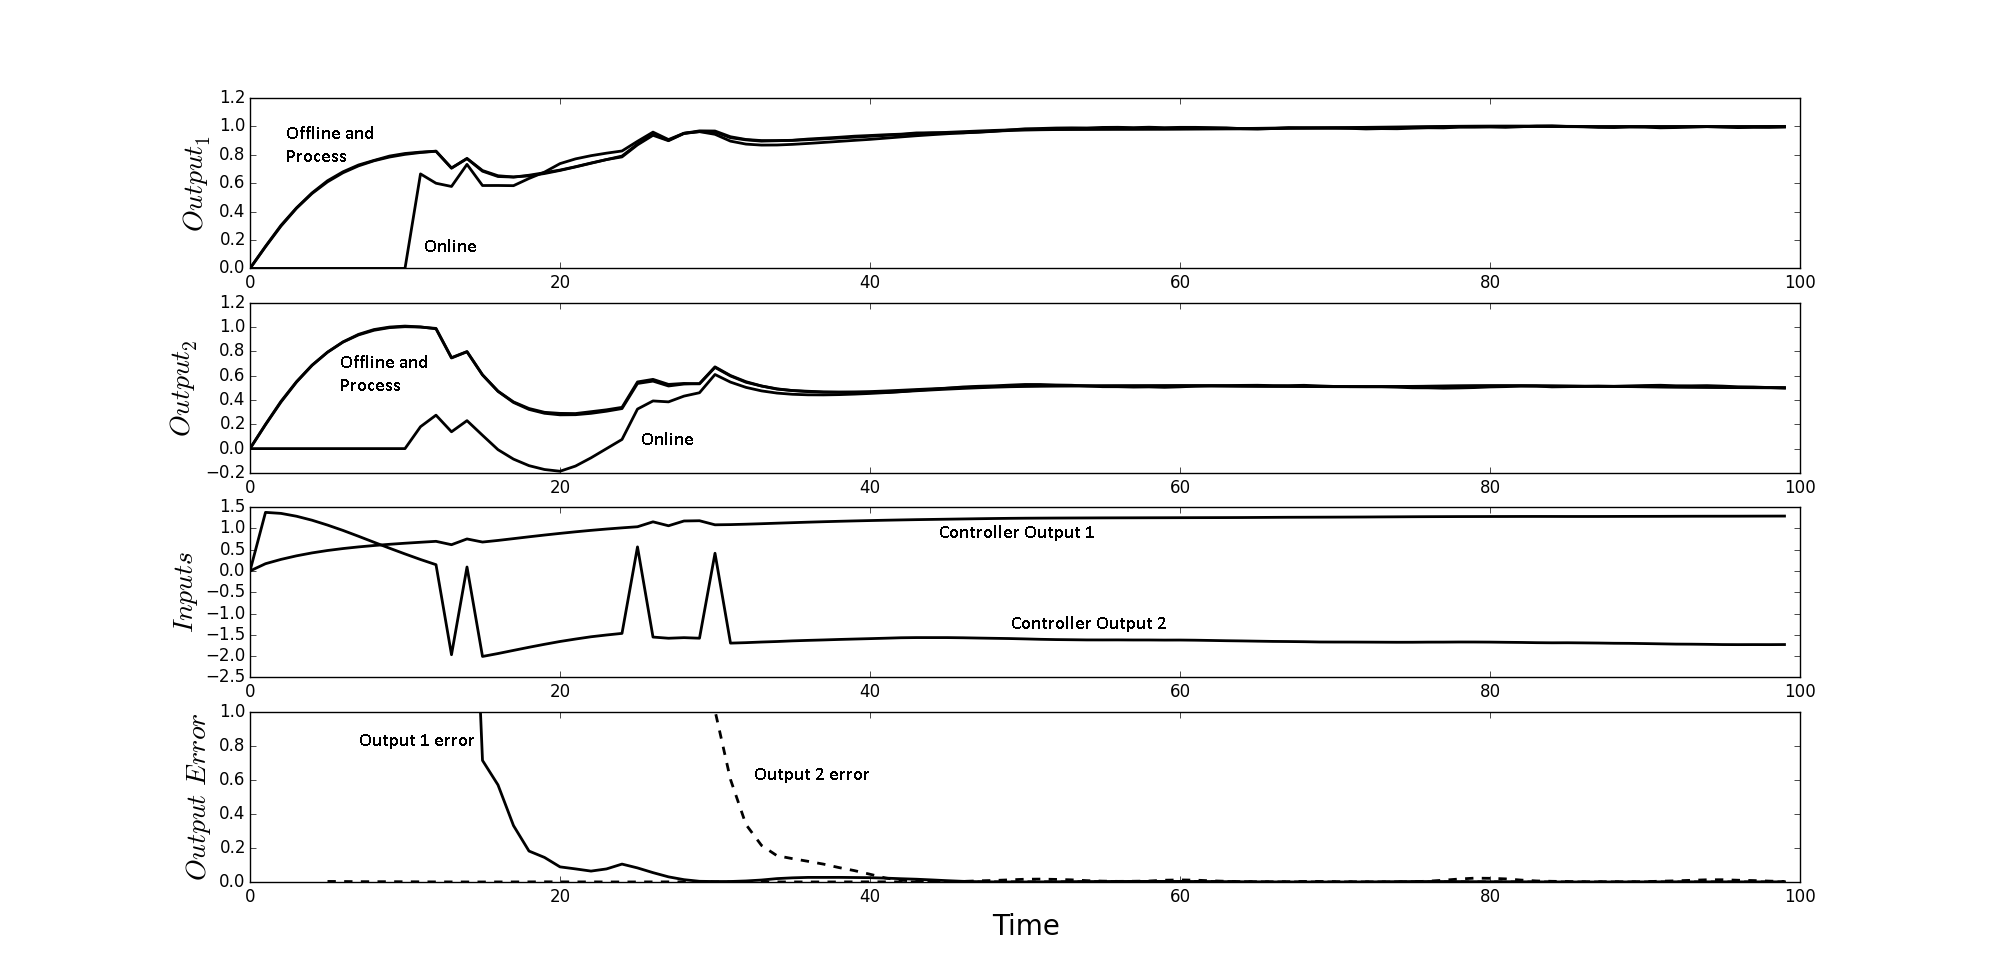 Output1
1.2
1.0
0.8
0.6
0.4
0.2
0.0
Offline and
Process
Online
0 20 40 60 80 100
Output2
1.2
1.0
0.8
0.6
0.4
0.2
0.0
−0.2
Offline and
Process
Online
0 20 40 60 80 100
Inputs
1.5
1.0
0.5
0.0
−0.5
−1.0
−1.5
−2.0
−2.5
Controller Output 1
Controller Output 2
0 20 40 60 80 100
Output Error
1.0
0.8
0.6
0.4
0.2
0.0
Output 1 error
Output 2 error
0 20 40 60 80 100
Time